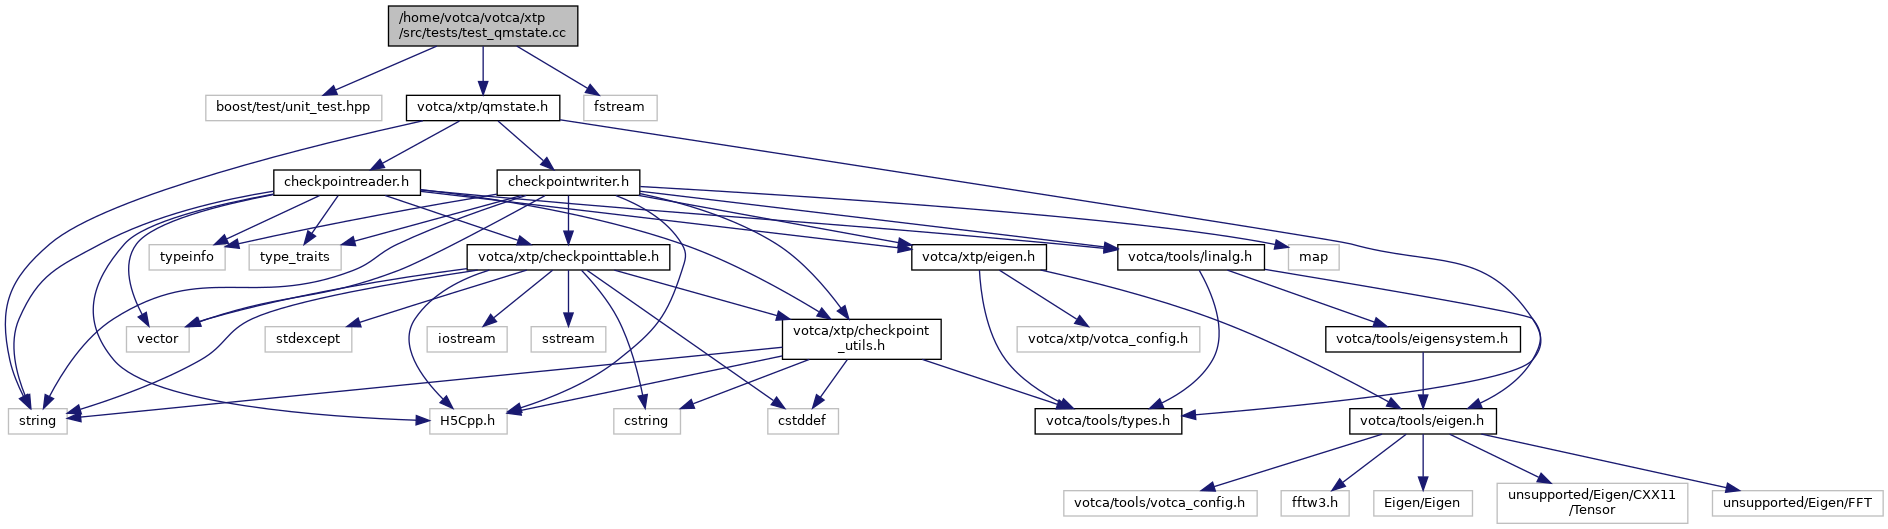 /home/votca/votca/xtp
/src/tests/test_qmstate.cc
boost/test/unit_test.hpp
votca/xtp/qmstate.h
fstream
checkpointreader.h
checkpointwriter.h
typeinfo
type_traits
votca/xtp/checkpointtable.h
votca/xtp/eigen.h
votca/tools/linalg.h
map
vector
stdexcept
iostream
sstream
votca/xtp/checkpoint
_utils.h
votca/xtp/votca_config.h
votca/tools/eigensystem.h
string
H5Cpp.h
cstring
cstddef
votca/tools/types.h
votca/tools/eigen.h
votca/tools/votca_config.h
fftw3.h
Eigen/Eigen
unsupported/Eigen/CXX11
/Tensor
unsupported/Eigen/FFT